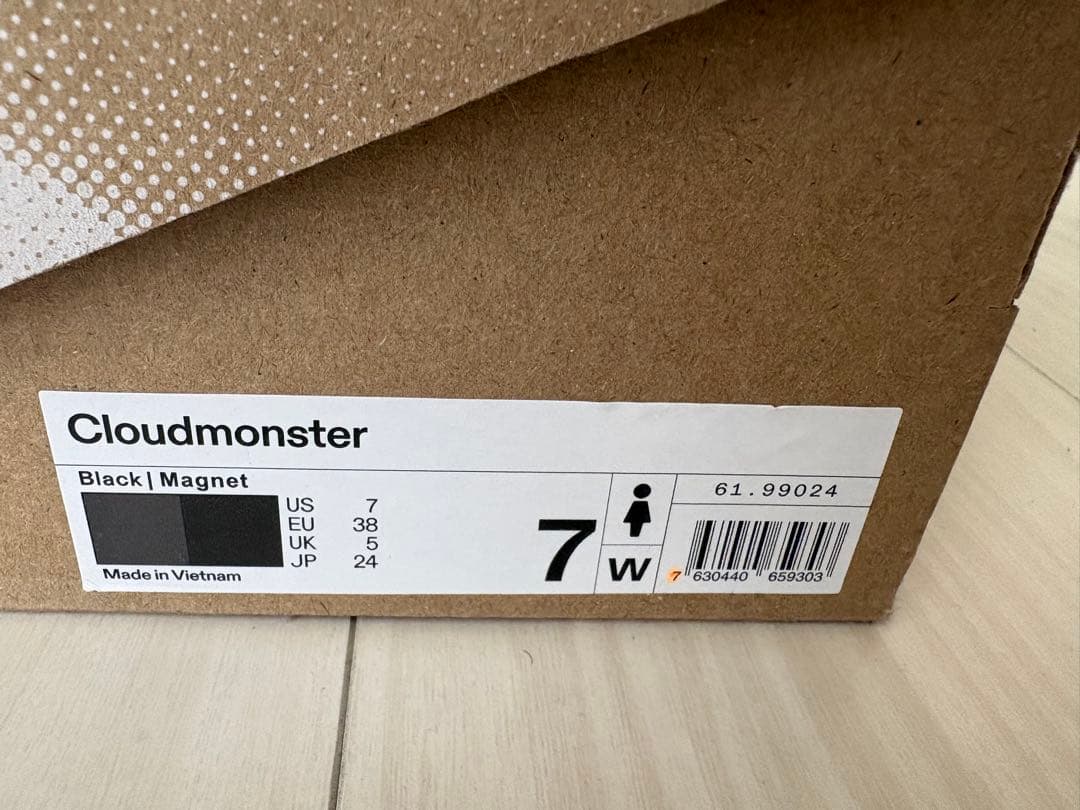 Cloudmonster
Black | Magnet
US 7
EU 38
UK 5
JP 24
Made in Vietnam
7
W
61.99024
7 630440 659303